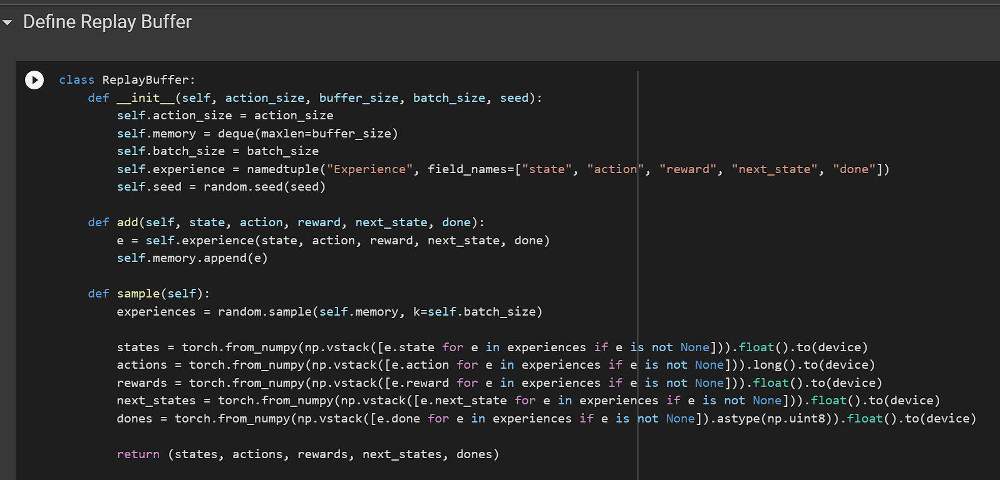 Define Replay Buffer
class ReplayBuffer:
    def __init__(self, action_size, buffer_size, batch_size, seed):
        self.action_size = action_size
        self.memory = deque(maxlen=buffer_size)
        self.batch_size = batch_size
        self.experience = namedtuple("Experience", field_names=["state", "action", "reward", "next_state", "done"])
        self.seed = random.seed(seed)
    def add(self, state, action, reward, next_state, done):
        e = self.experience(state, action, reward, next_state, done)
        self.memory.append(e)
    def sample(self):
        experiences = random.sample(self.memory, k=self.batch_size)
        states = torch.from_numpy(np.vstack([e.state for e in experiences if e is not None])).float().to(device)
        actions = torch.from_numpy(np.vstack([e.action for e in experiences if e is not None])).long().to(device)
        rewards = torch.from_numpy(np.vstack([e.reward for e in experiences if e is not None])).float().to(device)
        next_states = torch.from_numpy(np.vstack([e.next_state for e in experiences if e is not None])).float().to(device)
        dones = torch.from_numpy(np.vstack([e.done for e in experiences if e is not None]).astype(np.uint8)).float().to(device)
        return (states, actions, rewards, next_states, dones)